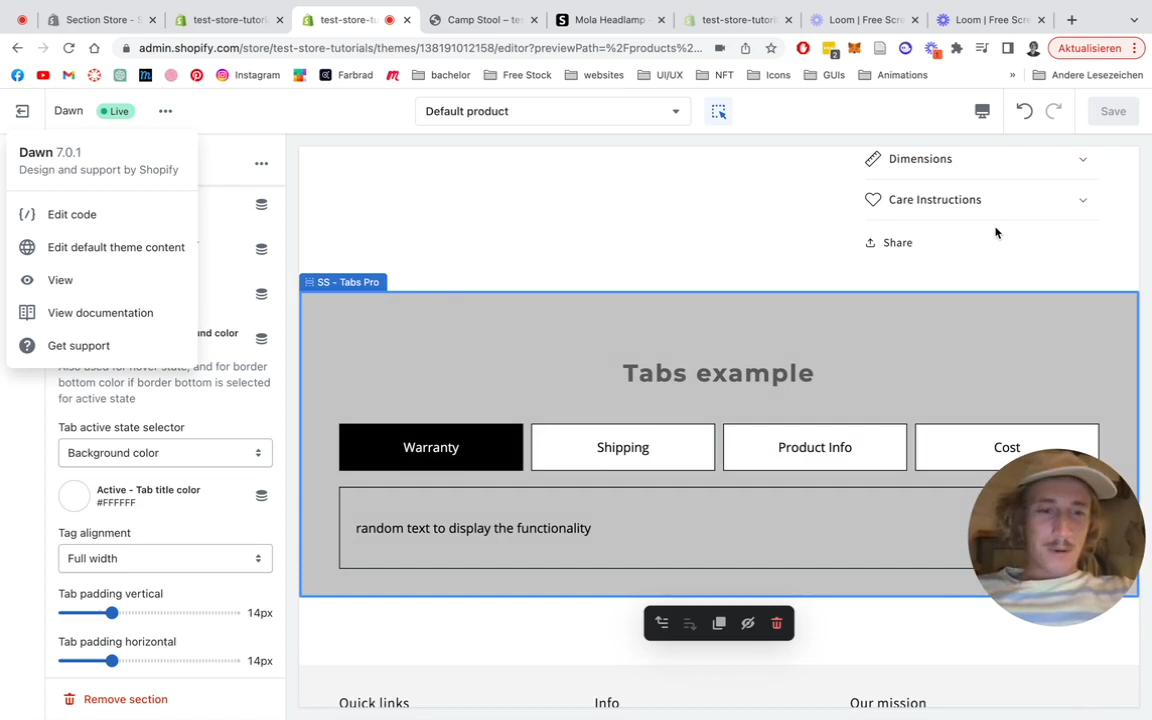 Section Store - S
test-store-tutoria
test-store-tu
Camp Stool – tes
Mola Headlamp
test-store-tutoria
Loom | Free Scre
Loom | Free Scre
admin.shopify.com/store/test-store-tutorials/themes/138191012158/editor?previewPath=%2Fproducts%2...
Aktualisieren
Instagram
Farbrad
bachelor
Free Stock
websites
UI/UX
NFT
Icons
GUIs
Animations
»
Andere Lesezeichen
Dawn
Live
Default product
Save
Dawn 7.0.1
Design and support by Shopify
Edit code
Edit default theme content
View
View documentation
Get support
und color
Also used for hover state, and for border
bottom color if border bottom is selected
for active state
Tab active state selector
Background color
Active - Tab title color
#FFFFFF
Tag alignment
Full width
Tab padding vertical
14px
Tab padding horizontal
14px
Remove section
Dimensions
Care Instructions
Share
SS - Tabs Pro
Tabs example
Warranty
Shipping
Product Info
Cost
random text to display the functionality
Quick links
Info
Our mission